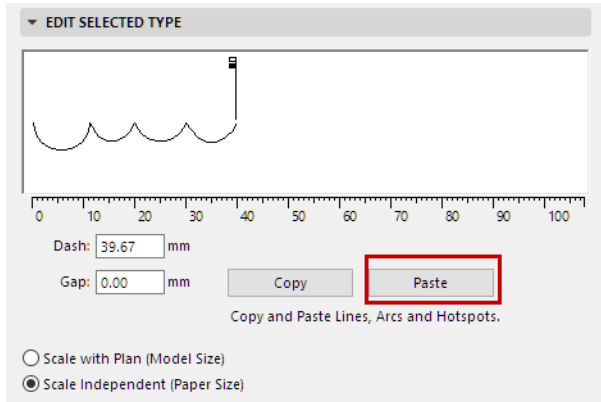 EDIT SELECTED TYPE
0 10 20 30 40 50 60 70 80 90 100
Dash: 39.67 mm
Gap: 0.00 mm Copy Paste
Copy and Paste Lines, Arcs and Hotspots.
Scale with Plan (Model Size)
Scale Independent (Paper Size)